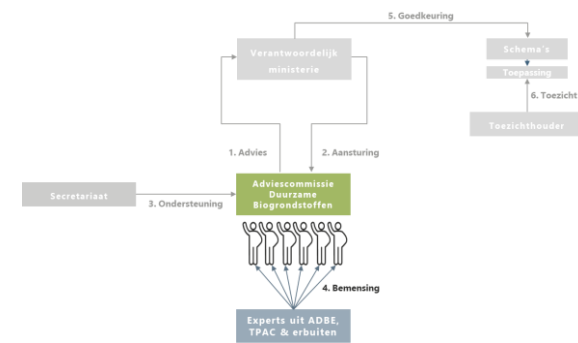 5. Goedkeuring
Verantwoordelijk
ministerie
Schema's
Toepassing
6. Toezicht
Toezichthouder
1. Advies
2. Aansturing
Adviescommissie
Duurzame
Biogrondstoffen
Secretariaat
3. Ondersteuning
4. Bemensing
Experts uit ADBE,
TPAC & erbuiten